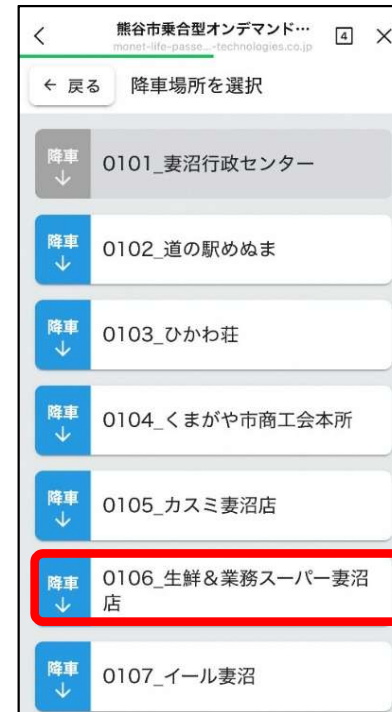 熊谷市乗合型オンデマンド…
4
monet-life-passe...-technologies.co.jp
← 戻る 降車場所を選択
降車 0101_妻沼行政センター
降車 0102_道の駅めぬま
降車 0103_ひかわ荘
降車 0104_くまがや市商工会本所
降車 0105_カスミ妻沼店
降車 0106_生鮮&業務スーパー妻沼
店
降車 0107_イール妻沼